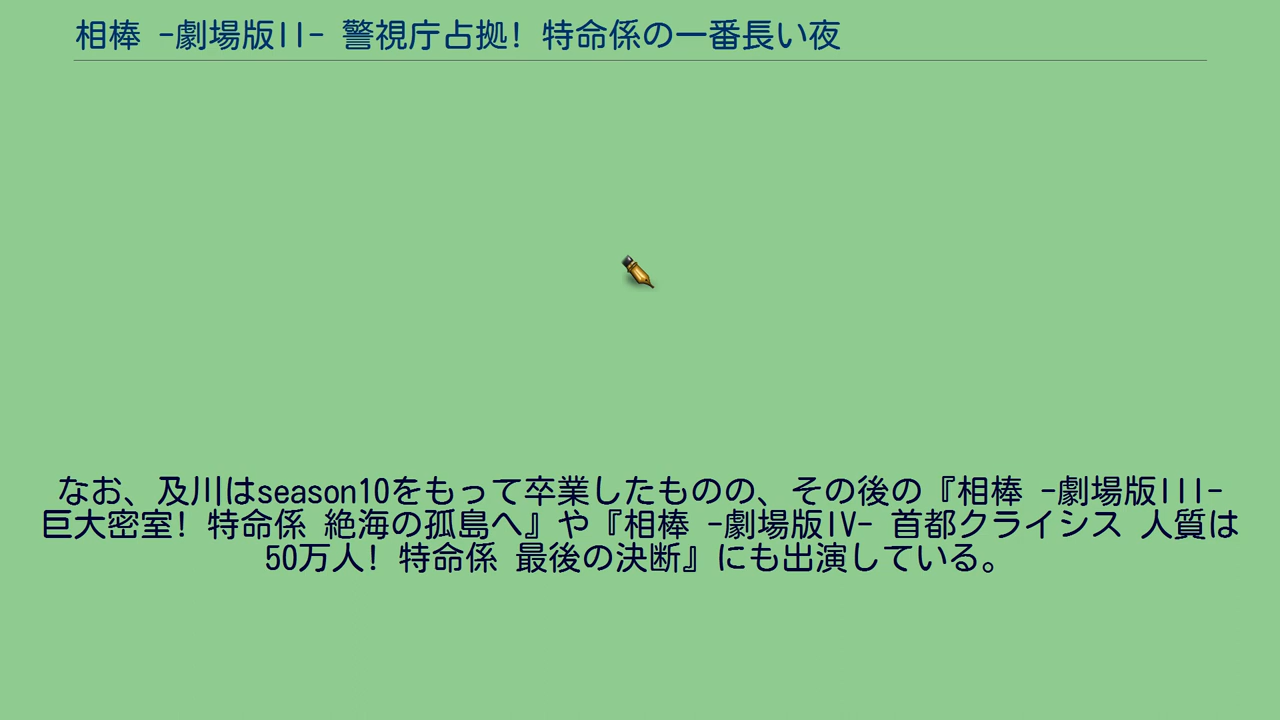 相棒 -劇場版II- 警視庁占拠! 特命係の一番長い夜
なお、及川はseason10をもって卒業したものの、その後の『相棒 -劇場版III-
巨大密室! 特命係 絶海の孤島へ』や『相棒 -劇場版IV- 首都クライシス 人質は
50万人! 特命係 最後の決断』にも出演している。